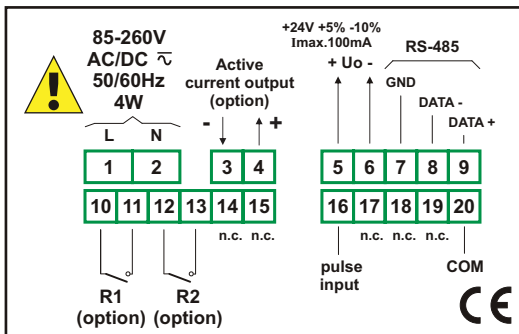 85-260V
AC/DC ⏦
50/60Hz
4W
L N
Active
current output
(option)
- +
+24V +5% -10%
Imax.100mA
+ Uo -
RS-485
GND
DATA -
DATA +
1 2 3 4 5 6 7 8 9
10 11 12 13 14 15 16 17 18 19 20
n.c. n.c. n.c. n.c. n.c.
R1
(option)
R2
(option)
pulse
input
COM
CE